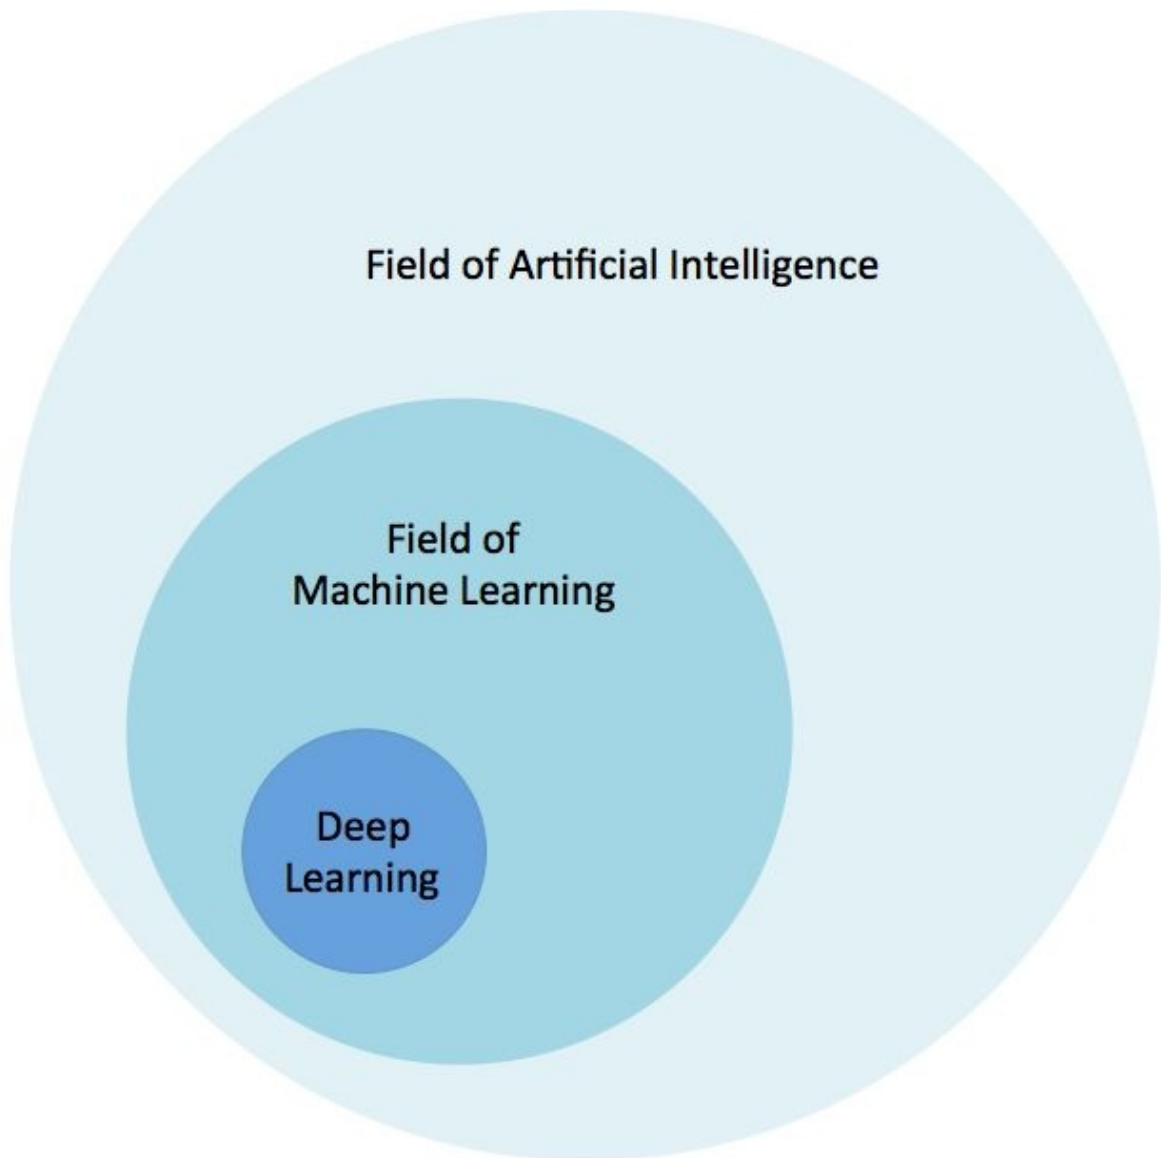 Field of Artificial Intelligence
Field of
Machine Learning
Deep
Learning